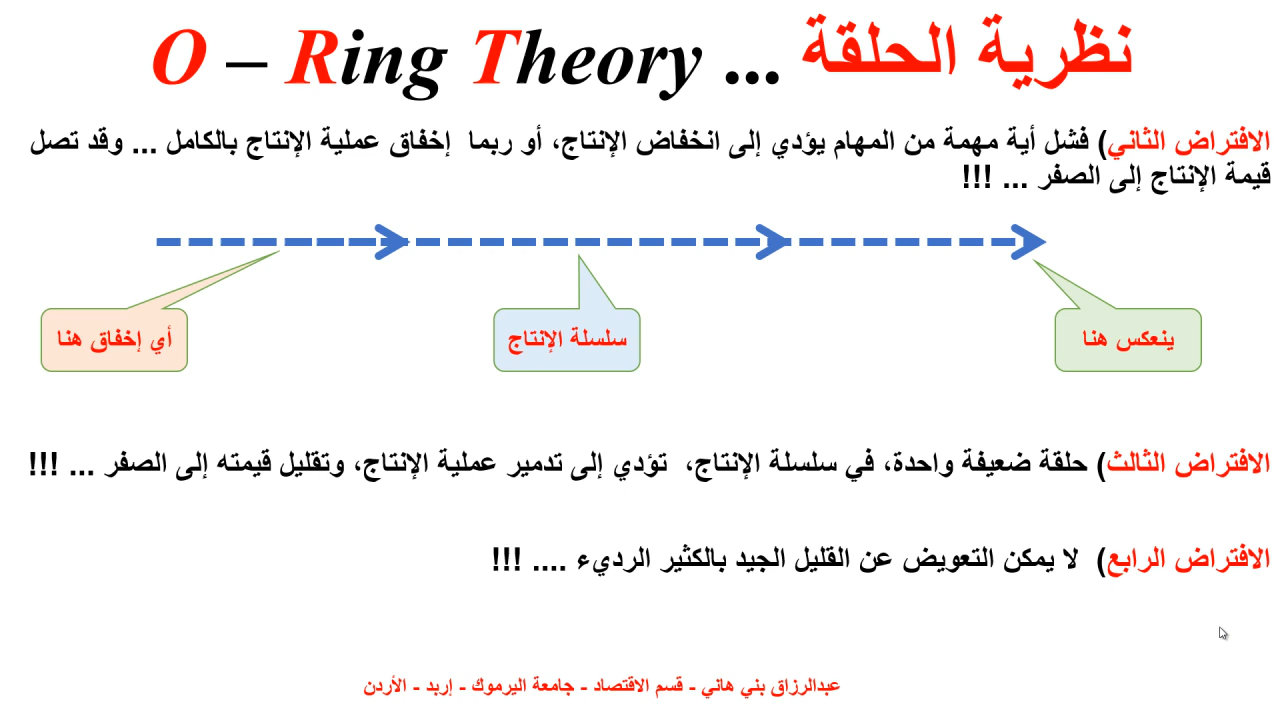 O – Ring Theory ... نظرية الحلقة
الافتراض الثاني) فشل أية مهمة من المهام يؤدي إلى انخفاض الإنتاج، أو ربما إخفاق عملية الإنتاج بالكامل ... وقد تصل
قيمة الإنتاج إلى الصفر ... !!!
أي إخفاق هنا
سلسلة الإنتاج
ينعكس هنا
الافتراض الثالث) حلقة ضعيفة واحدة، في سلسلة الإنتاج، تؤدي إلى تدمير عملية الإنتاج، وتقليل قيمته إلى الصفر ... !!!
الافتراض الرابع) لا يمكن التعويض عن القليل الجيد بالكثير الرديء .... !!!
عبدالرزاق بني هاني - قسم الاقتصاد - جامعة اليرموك - إربد - الأردن